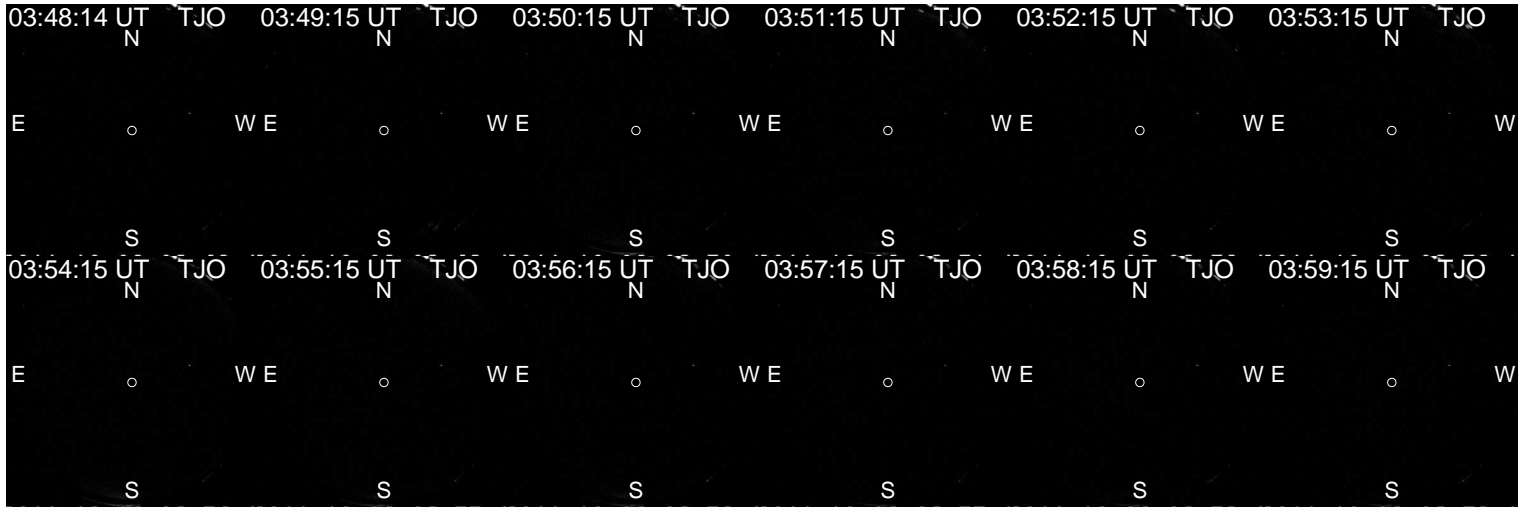 03:48:14 UT TJO 03:49:15 UT TJO 03:50:15 UT TJO 03:51:15 UT TJO 03:52:15 UT TJO 03:53:15 UT TJO
N N N N N N
E W E W E W E W E W E W
S S S S S S
03:54:15 UT TJO 03:55:15 UT TJO 03:56:15 UT TJO 03:57:15 UT TJO 03:58:15 UT TJO 03:59:15 UT TJO
N N N N N N
E W E W E W E W E W E W
S S S S S S